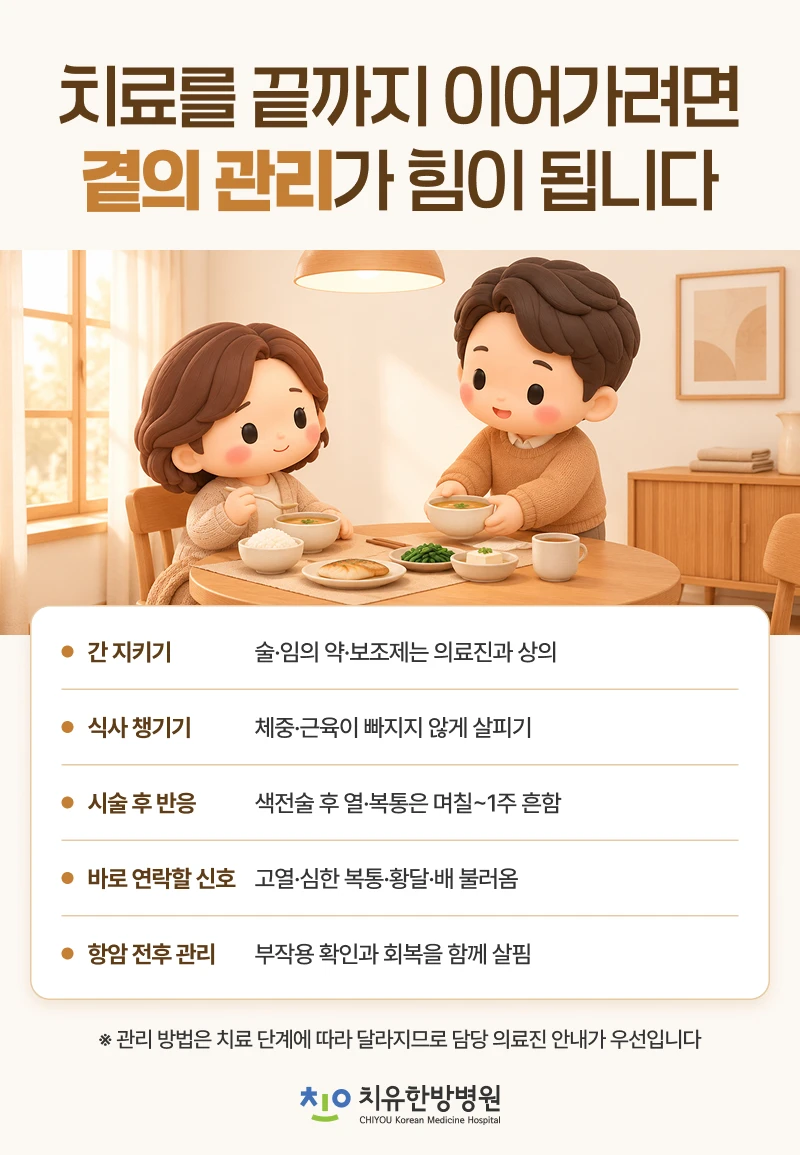 치료를 끝까지 이어가려면
곁의 관리가 힘이 됩니다
간 지키기 술·임의 약·보조제는 의료진과 상의
식사 챙기기 체중·근육이 빠지지 않게 살피기
시술 후 반응 색전술 후 열·복통은 며칠~1주 흔함
바로 연락할 신호 고열·심한 복통·황달·배 불러옴
항암 전후 관리 부작용 확인과 회복을 함께 살핌
※ 관리 방법은 치료 단계에 따라 달라지므로 담당 의료진 안내가 우선입니다
치유 치유한방병원
CHIYOU Korean Medicine Hospital